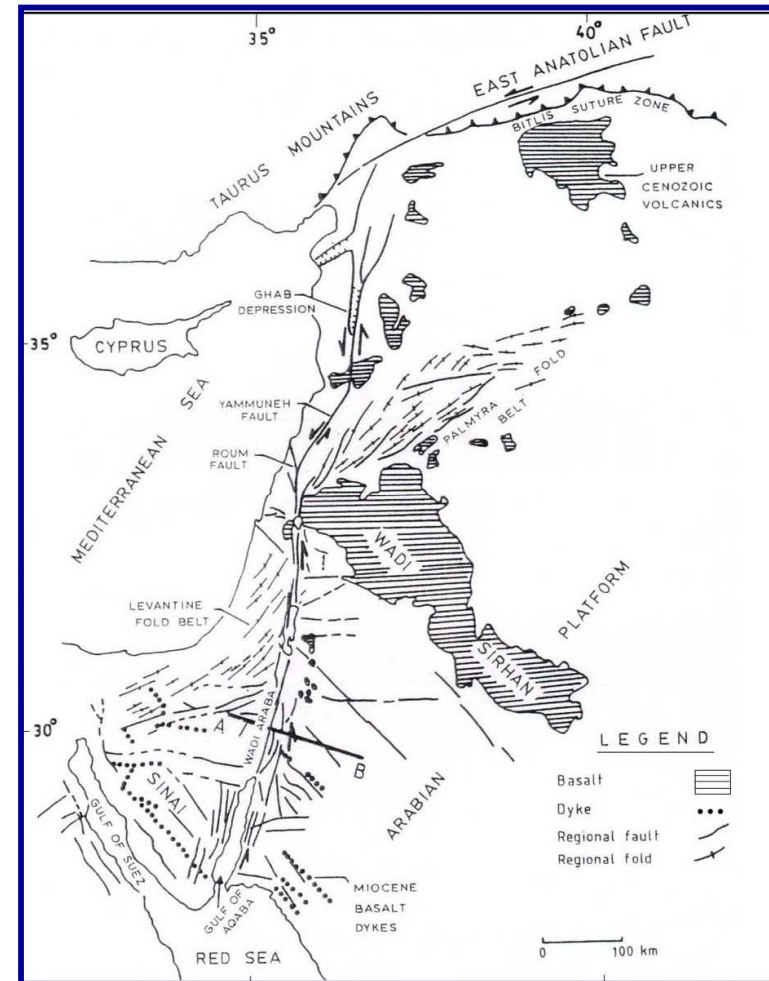 35°
40°
EAST ANATOLIAN FAULT
BITLIS SUTURE ZONE
TAURUS MOUNTAINS
UPPER
CENOZOIC
VOLCANICS
GHAB
DEPRESSION
35°
CYPRUS
MEDITERRANEAN SEA
YAMMUNEH
FAULT
PALMYRA FOLD
BELT
ROUM
FAULT
WADI
SIRHAN
LEVANTINE
FOLD BELT
ARABIAN PLATFORM
30°
A
B
WADI ARABA
SINAI
GULF OF SUEZ
GULF OF
AQABA
RED SEA
MIOCENE
BASALT
DYKES
LEGEND
Basalt
Dyke
Regional fault
Regional fold
0 100 km